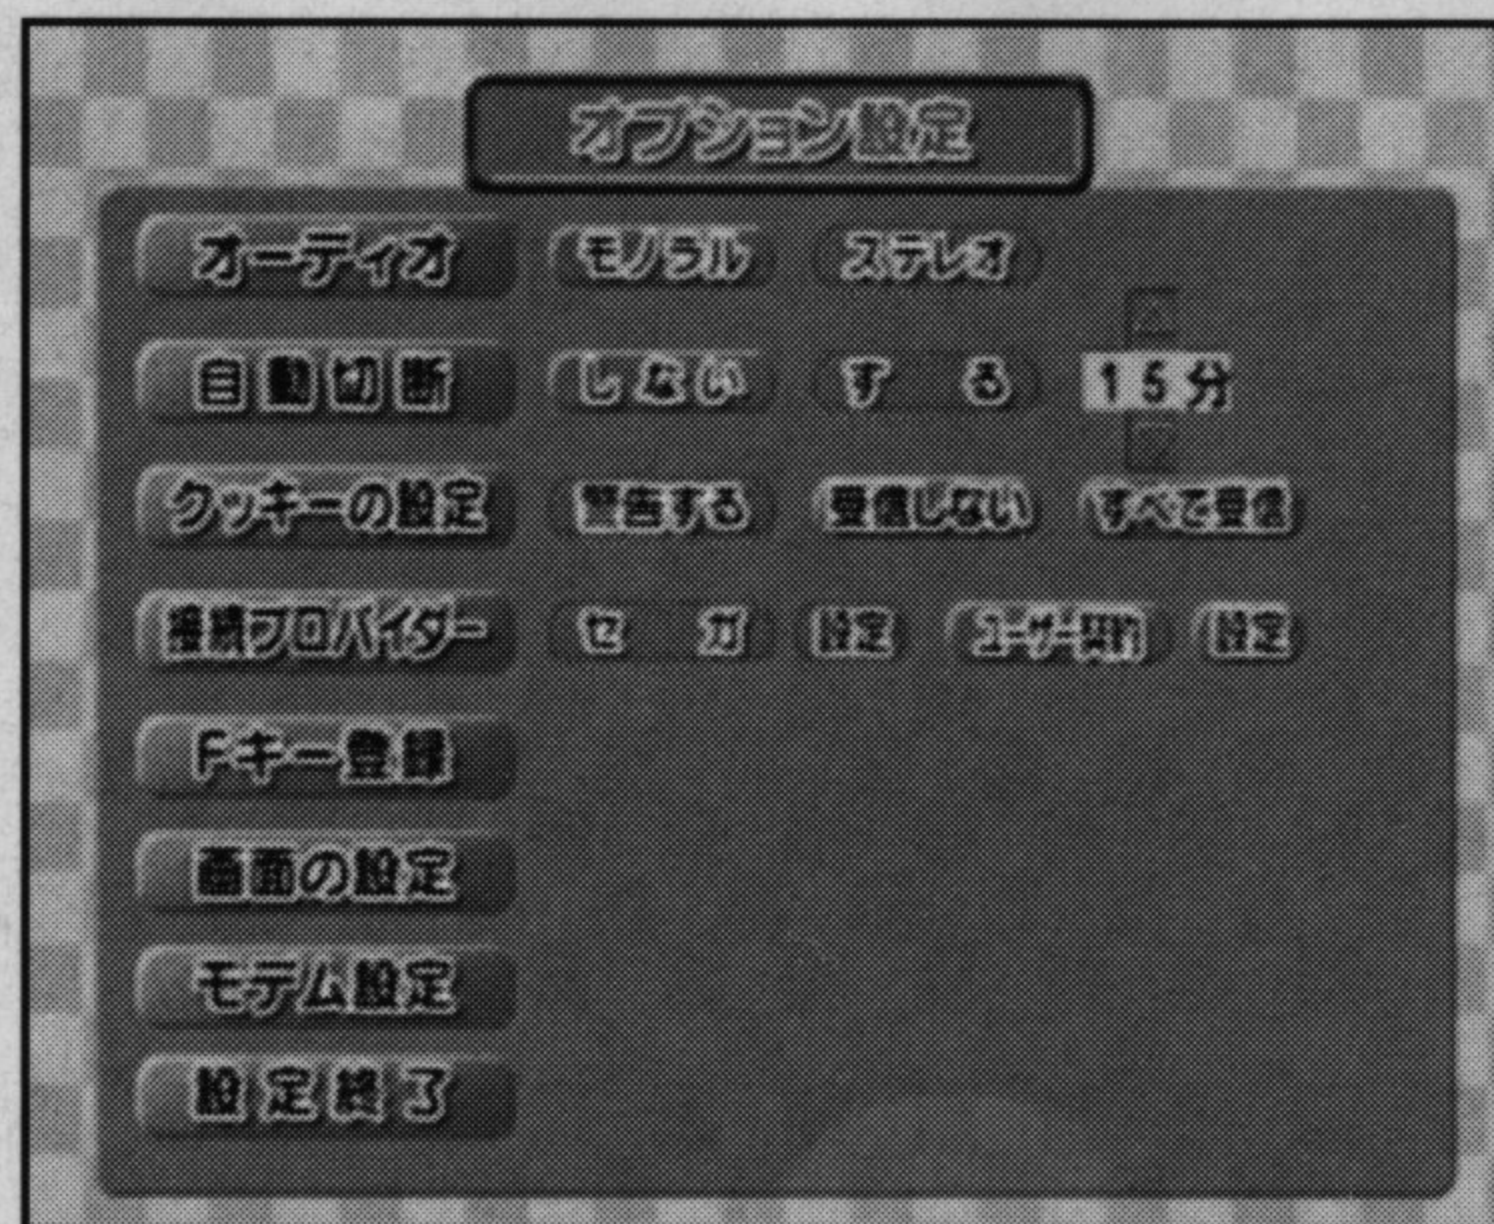 オプション設定
オーディオ モノラル ステレオ
自動切断 しない する 15分
クッキーの設定 警告する 受信しない すべて受信
接続プロバイダー セガ 設定 ユーザー契約 設定
Fキー登録
画面の設定
モデム設定
設定終了